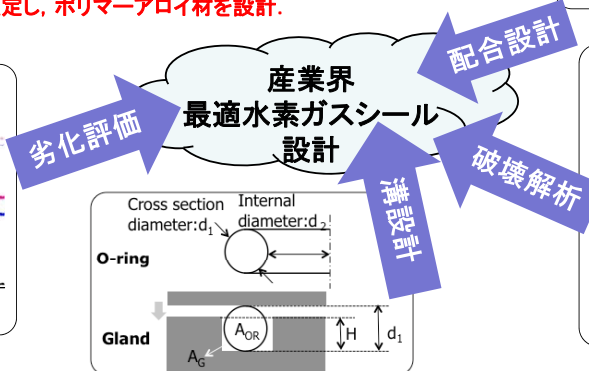 定し，ポリマーアロイ材を設計．
配合設計
産業界
最適水素ガスシール
設計
劣化評価
破壊解析
溝設計
Cross section
diameter:d1
Internal
diameter:d2
O-ring
Gland
AOR
H
d1
AG